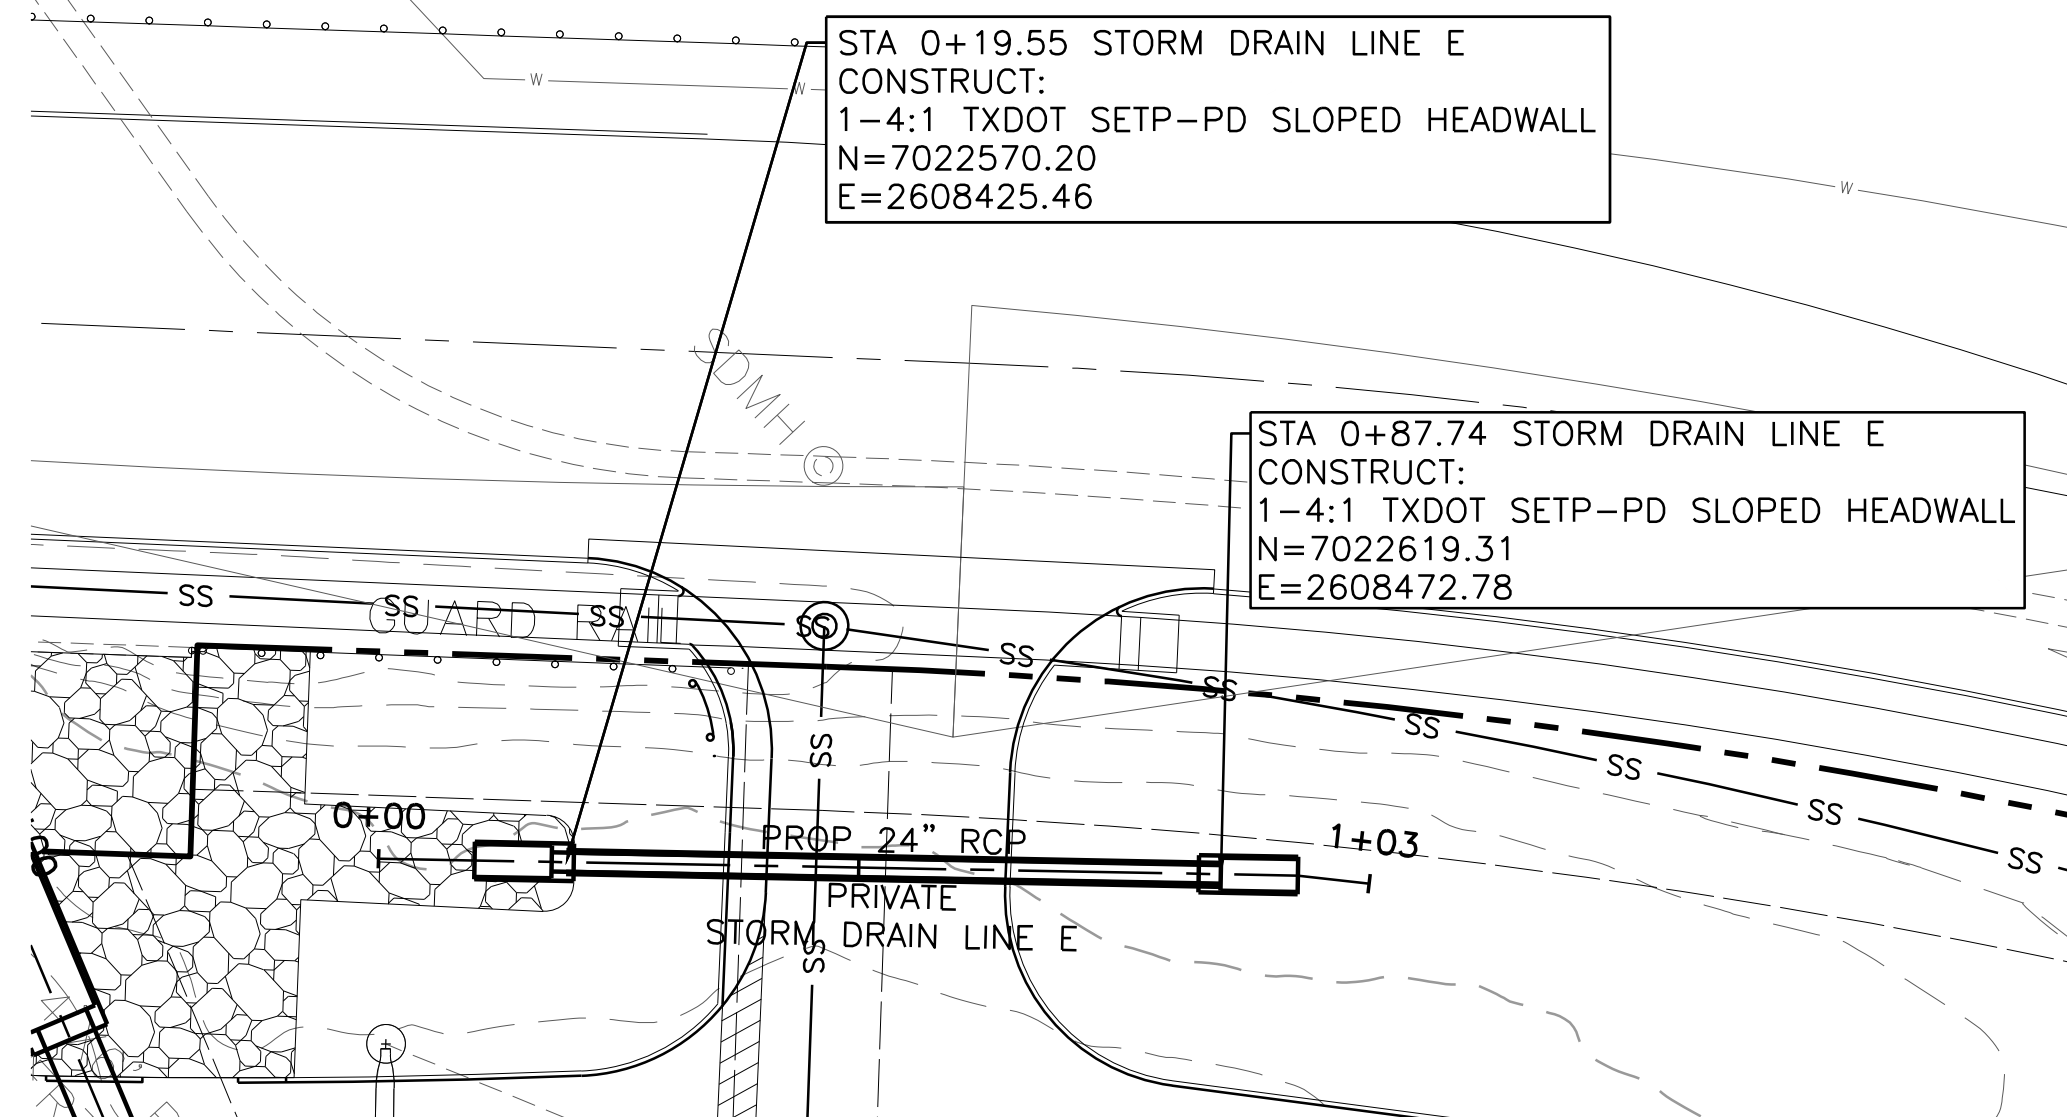 STA 0+19.55 STORM DRAIN LINE E
CONSTRUCT:
1-4:1 TXDOT SETP-PD SLOPED HEADWALL
N=7022570.20
E=2608425.46
W
W
W
SDMH
STA 0+87.74 STORM DRAIN LINE E
CONSTRUCT:
1-4:1 TXDOT SETP-PD SLOPED HEADWALL
N=7022619.31
E=2608472.78
SS
SS
SS
SS
SS
SS
SS
SS
SS
SS
GUARD RAIL
SS
SS
0+00
PROP 24" RCP
1+03
PRIVATE
STORM DRAIN LINE E